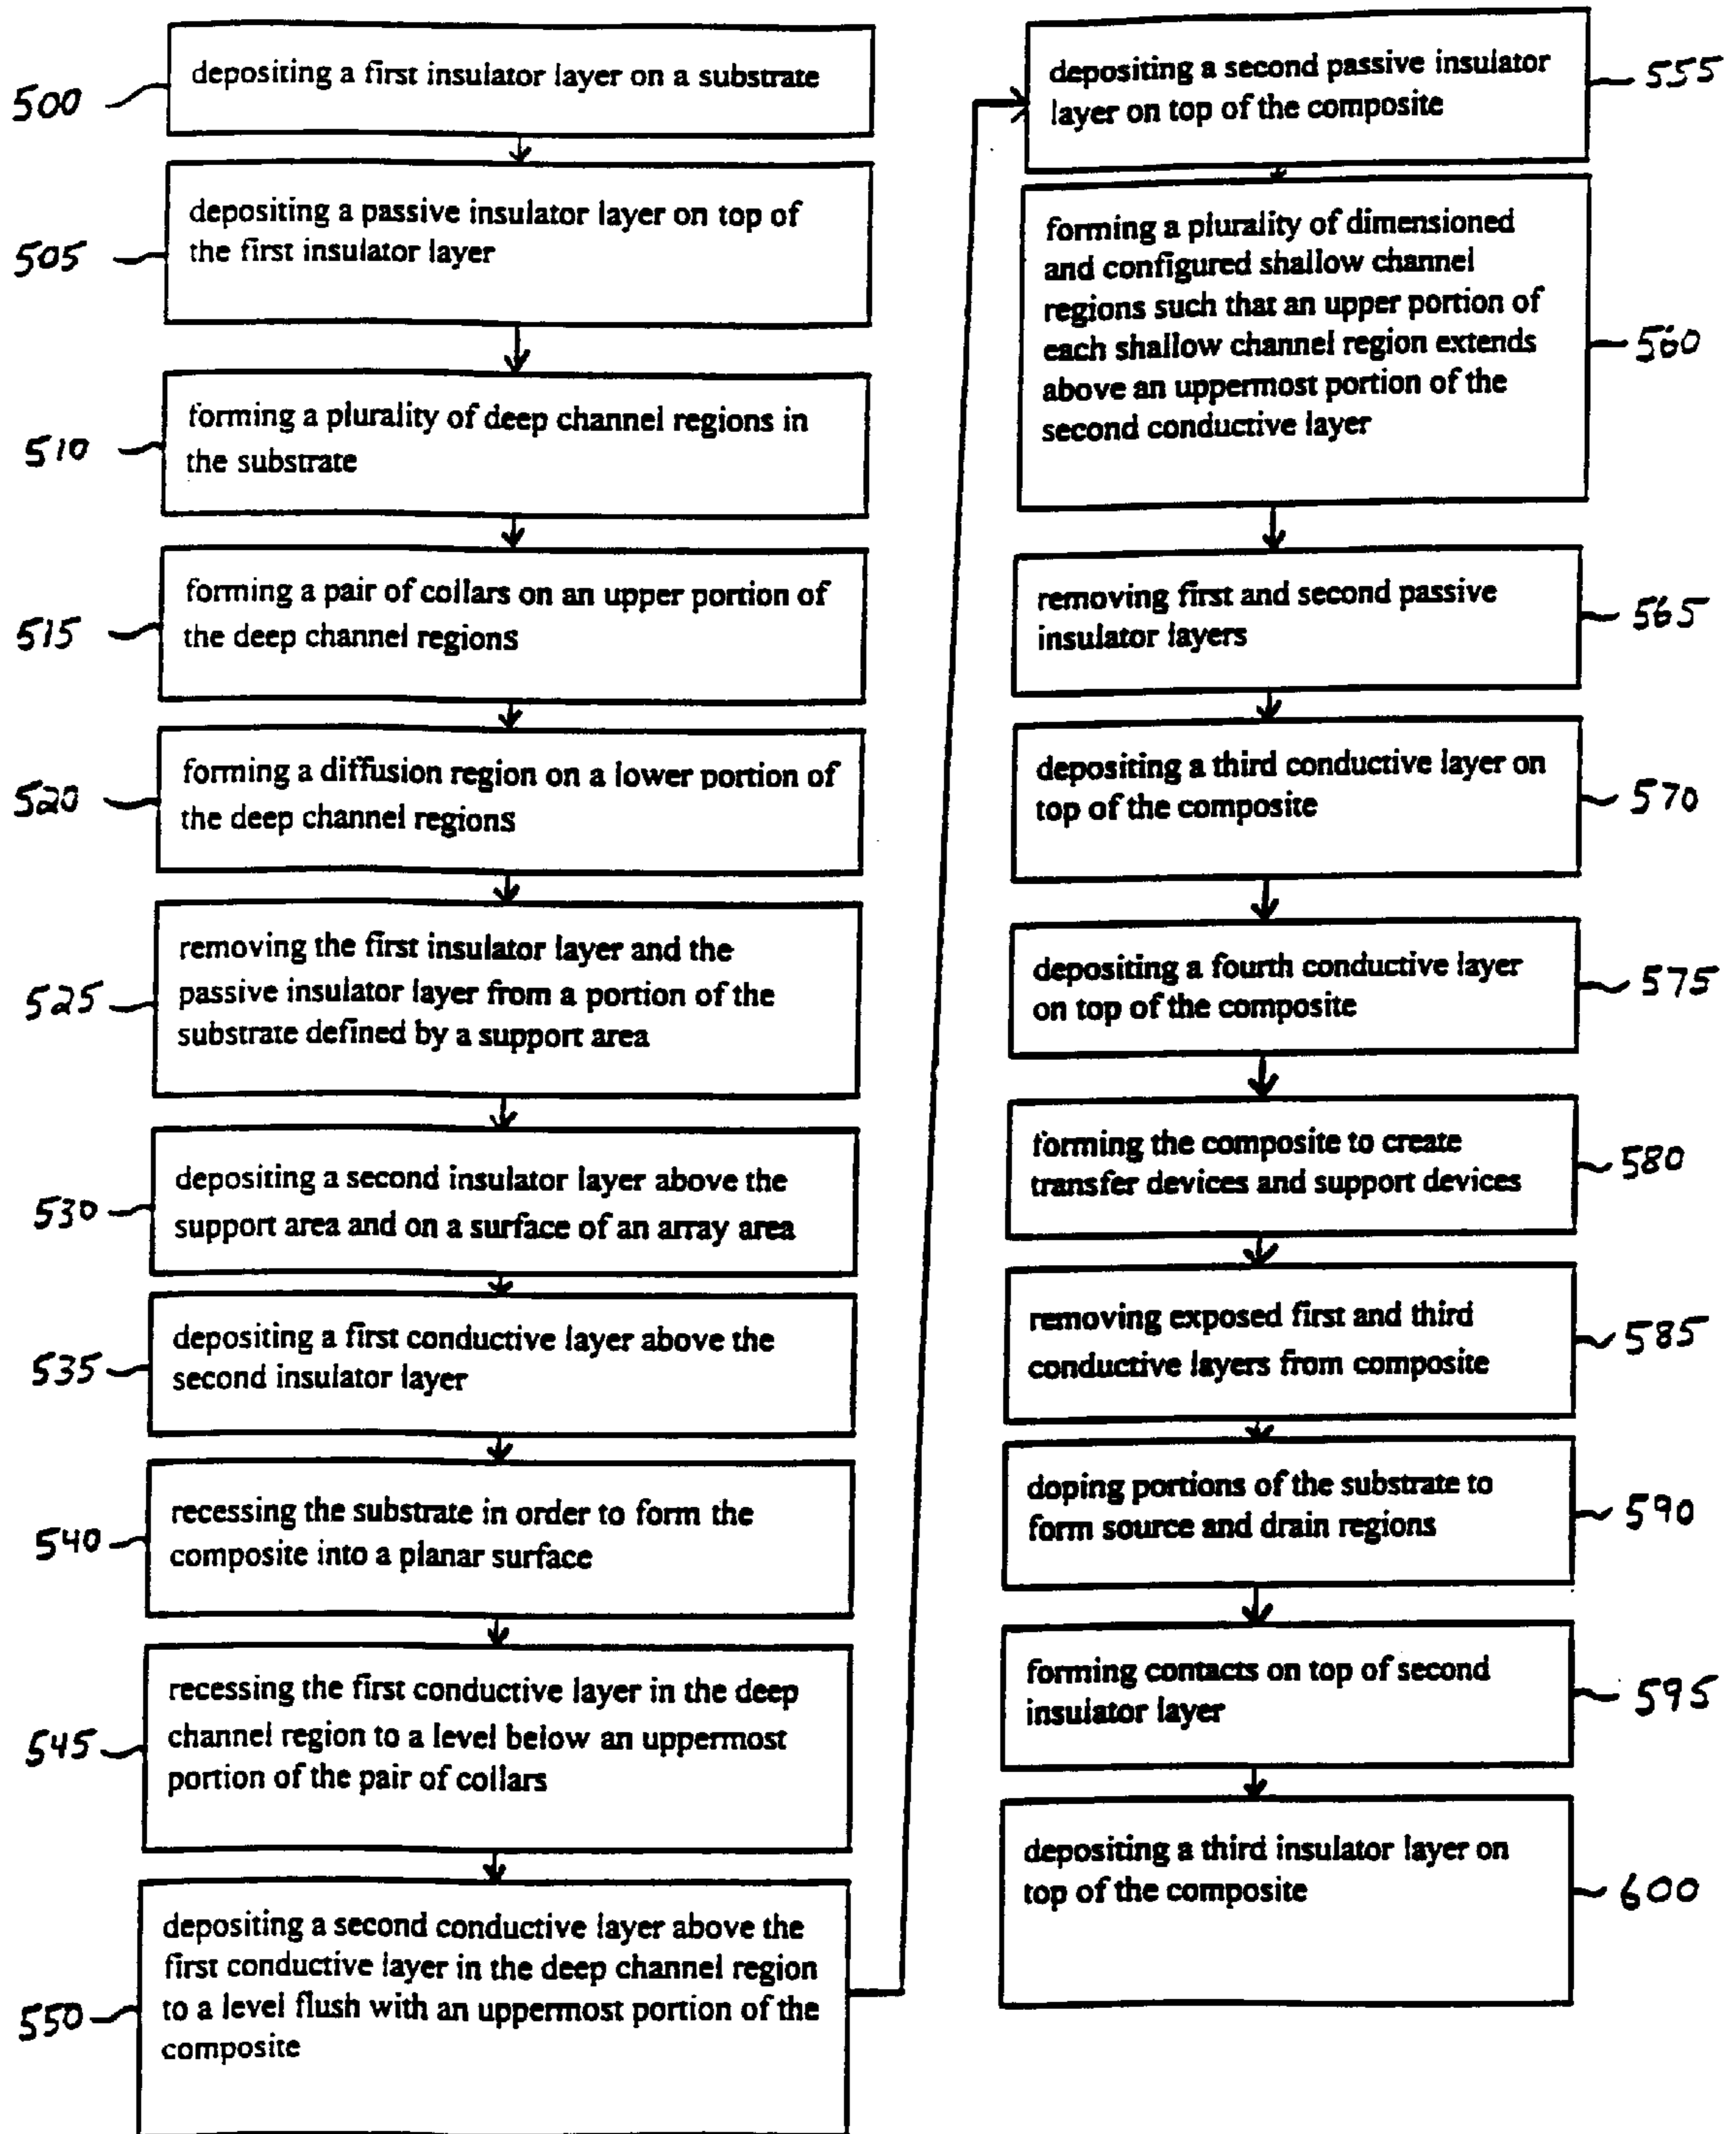 500
depositing a first insulator layer on a substrate
505
depositing a passive insulator layer on top of
the first insulator layer
510
forming a plurality of deep channel regions in
the substrate
515
forming a pair of collars on an upper portion of
the deep channel regions
520
forming a diffusion region on a lower portion of
the deep channel regions
525
removing the first insulator layer and the
passive insulator layer from a portion of the
substrate defined by a support area
530
depositing a second insulator layer above the
support area and on a surface of an array area
535
depositing a first conductive layer above the
second insulator layer
540
recessing the substrate in order to form the
composite into a planar surface
545
recessing the first conductive layer in the deep
channel region to a level below an uppermost
portion of the pair of collars
550
depositing a second conductive layer above the
first conductive layer in the deep channel region
to a level flush with an uppermost portion of the
composite
depositing a second passive insulator
layer on top of the composite
555
forming a plurality of dimensioned
and configured shallow channel
regions such that an upper portion of
each shallow channel region extends
above an uppermost portion of the
second conductive layer
560
removing first and second passive
insulator layers
565
depositing a third conductive layer on
top of the composite
570
depositing a fourth conductive layer
on top of the composite
575
forming the composite to create
transfer devices and support devices
580
removing exposed first and third
conductive layers from composite
585
doping portions of the substrate to
form source and drain regions
590
forming contacts on top of second
insulator layer
595
depositing a third insulator layer on
top of the composite
600